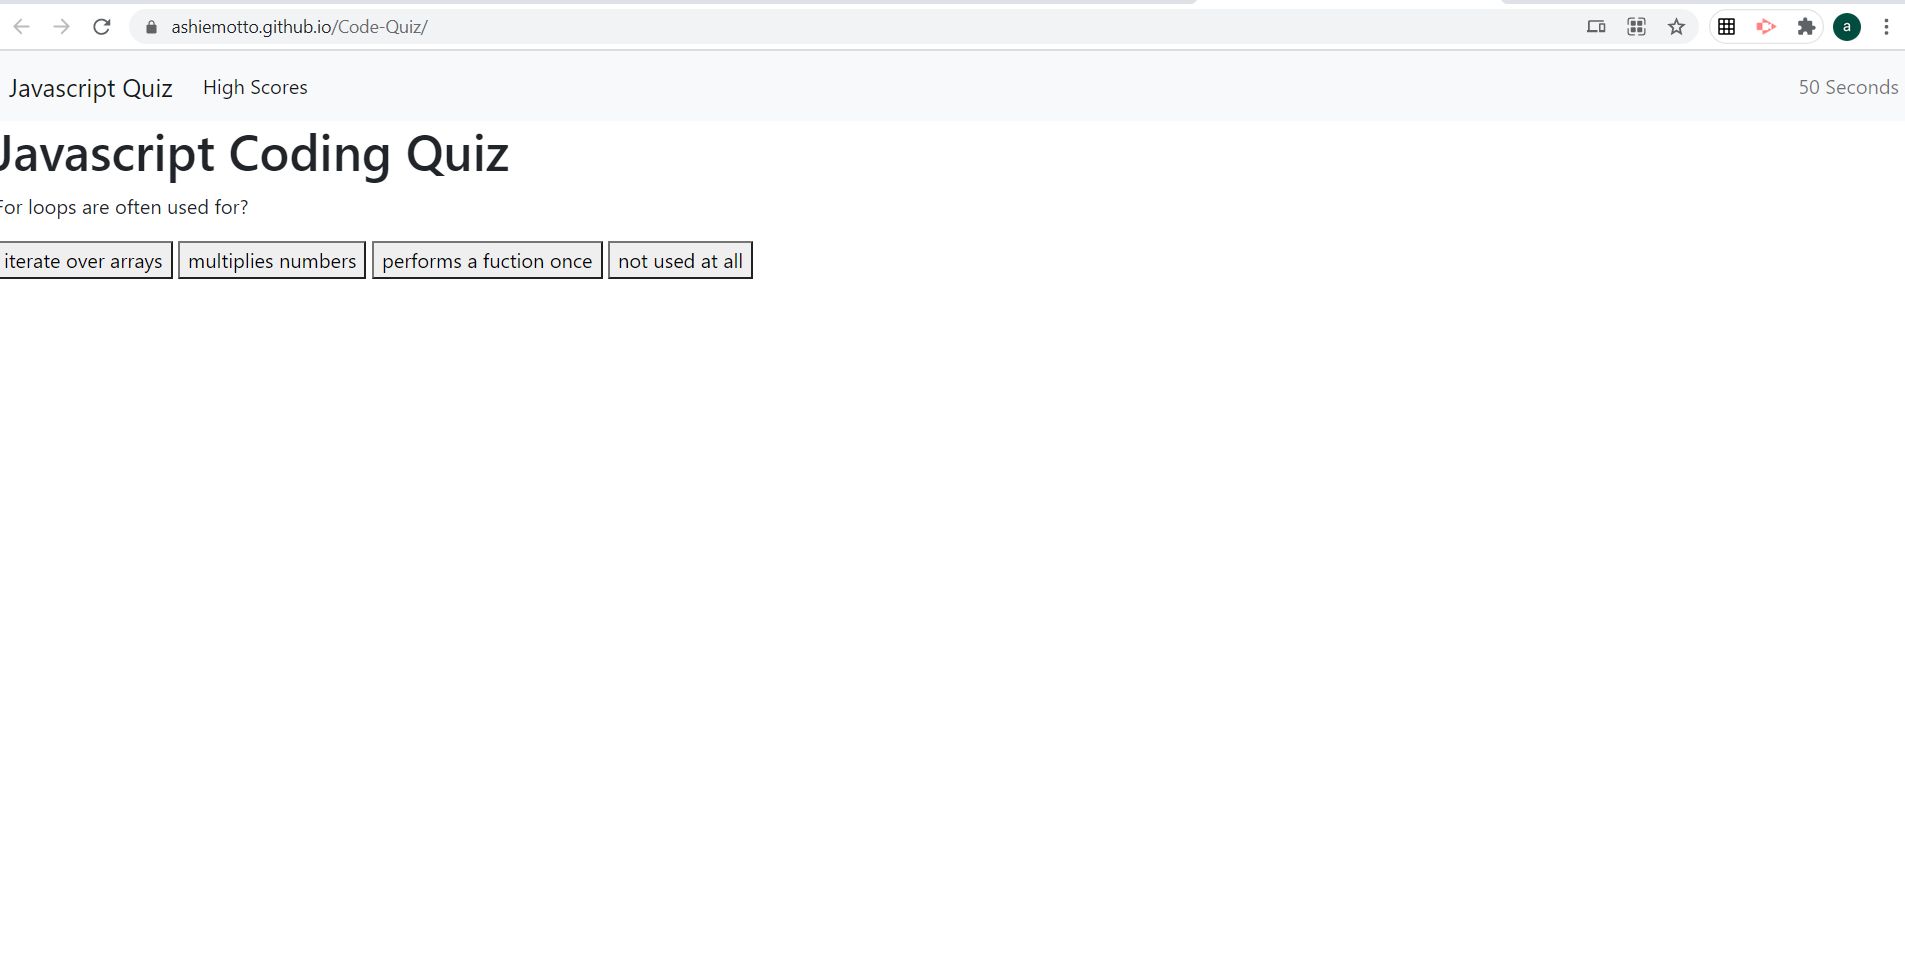 ashiemotto.github.io/Code-Quiz/
a
Javascript Quiz High Scores 50 Seconds
Javascript Coding Quiz
For loops are often used for?
iterate over arrays multiplies numbers performs a fuction once not used at all